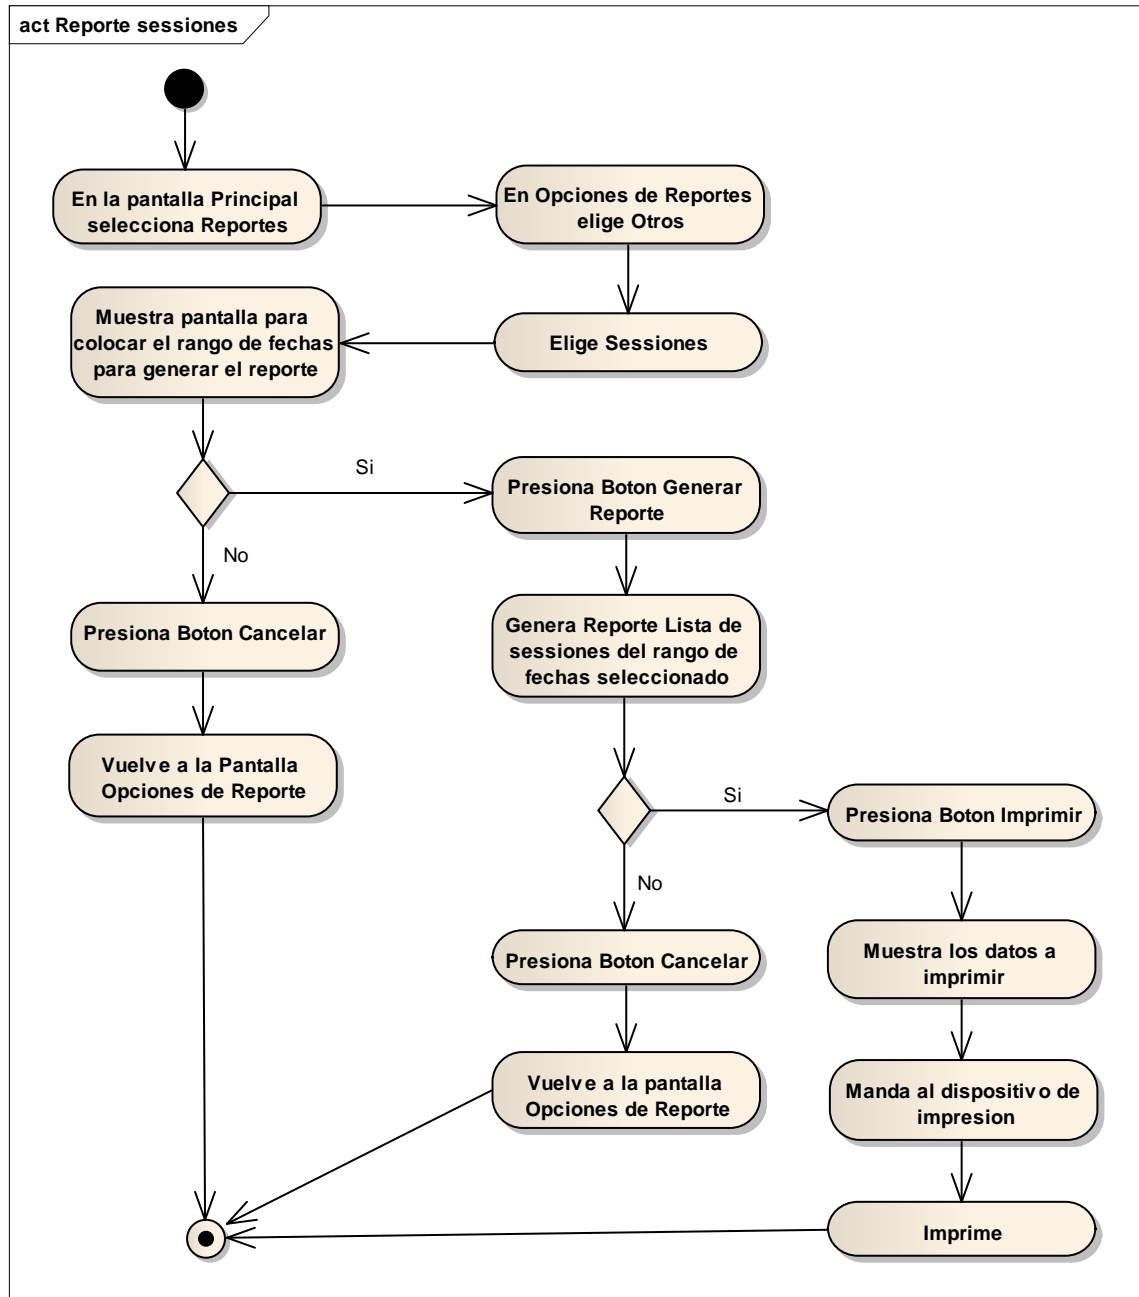 act Reporte sessiones
En la pantalla Principal
selecciona Reportes
En Opciones de Reportes
elige Otros
Muestra pantalla para
colocar el rango de fechas
para generar el reporte
Elige Sessiones
Si
Presiona Boton Generar
Reporte
No
Presiona Boton Cancelar
Genera Reporte Lista de
sessiones del rango de
fechas seleccionado
Vuelve a la Pantalla
Opciones de Reporte
Si
Presiona Boton Imprimir
No
Presiona Boton Cancelar
Muestra los datos a
imprimir
Vuelve a la pantalla
Opciones de Reporte
Manda al dispositivo de
impresion
Imprime